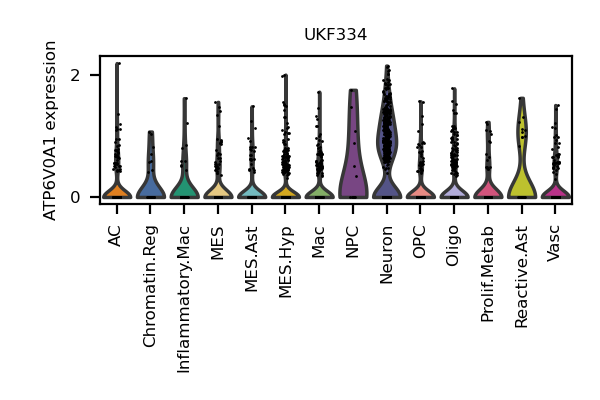 UKF334
ATP6V0A1 expression
2
0
AC
Chromatin.Reg
Inflammatory.Mac
MES
MES.Ast
MES.Hyp
Mac
NPC
Neuron
OPC
Oligo
Prolif.Metab
Reactive.Ast
Vasc